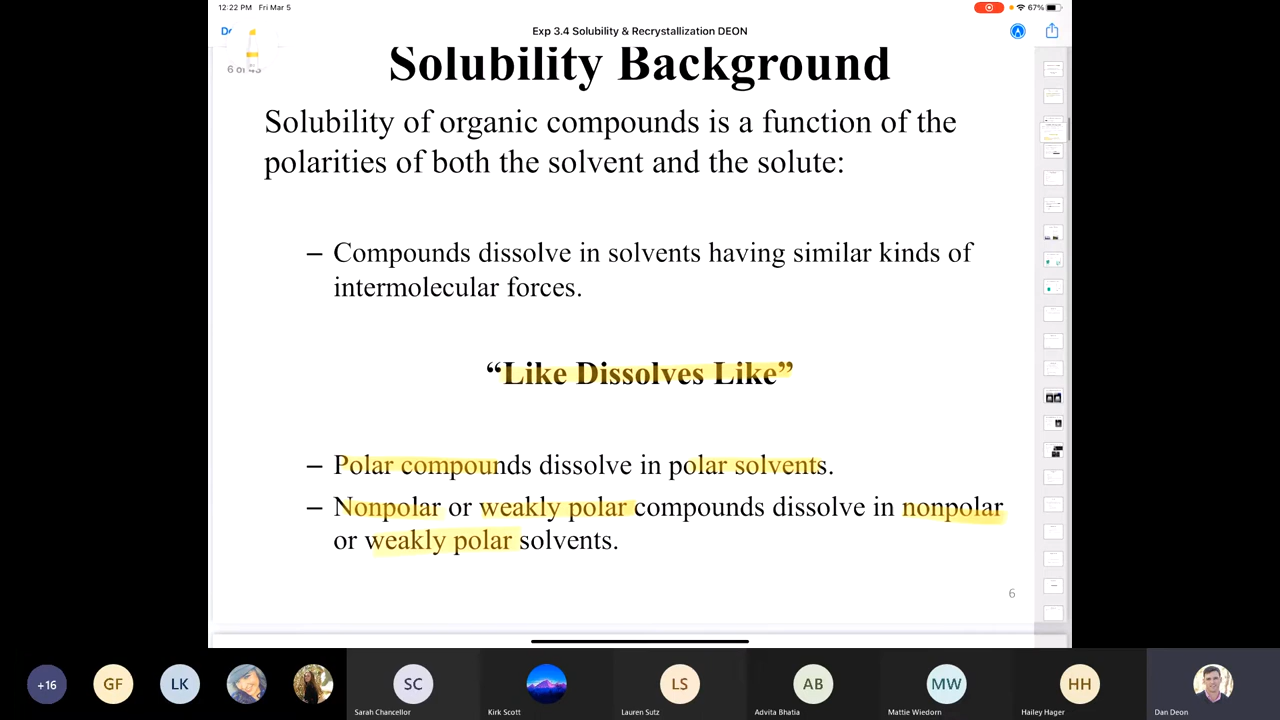 12:22 PM Fri Mar 5
67%
Exp 3.4 Solubility & Recrystallization DEON
Solubility Background
Solubility of organic compounds is a function of the
polarities of both the solvent and the solute:
– Compounds dissolve in solvents having similar kinds of
intermolecular forces.
“Like Dissolves Like”
– Polar compounds dissolve in polar solvents.
– Nonpolar or weakly polar compounds dissolve in nonpolar
or weakly polar solvents.
6
+16
GF
LK
SC
LS
AB
MW
HH
Sarah Chancellor
Kirk Scott
Lauren Sutz
Advita Bhatia
Mattie Wiedorn
Hailey Hager
Dan Deon